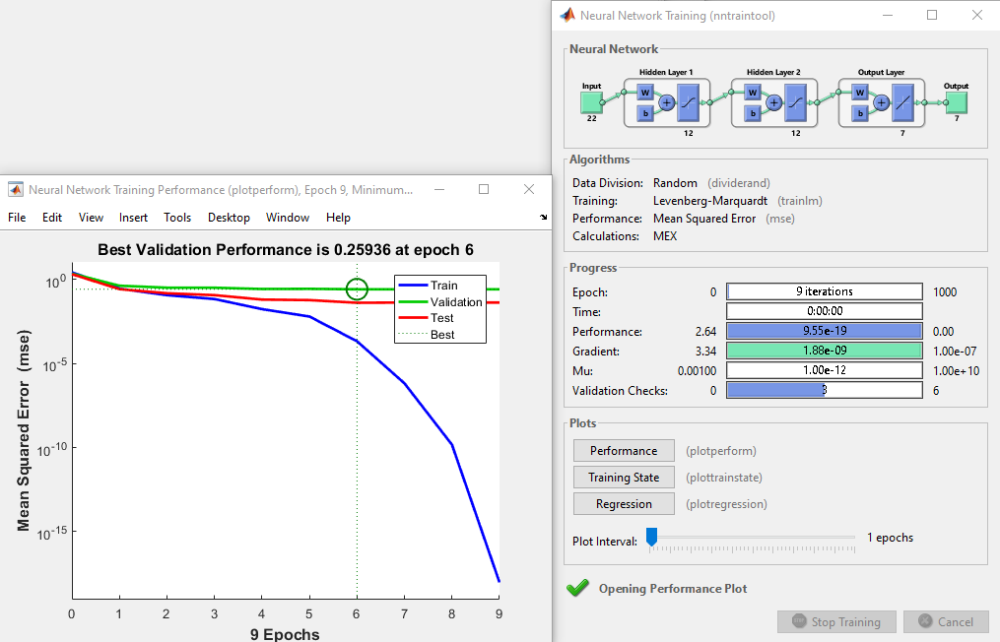 Neural Network Training Performance (plotperform), Epoch 9, Minimum...
File Edit View Insert Tools Desktop Window Help
Best Validation Performance is 0.25936 at epoch 6
Mean Squared Error (mse)
10^0
10^-5
10^-10
10^-15
Train
Validation
Test
Best
0 1 2 3 4 5 6 7 8 9
9 Epochs
Neural Network Training (nntraintool)
Neural Network
Hidden Layer 1 Hidden Layer 2 Output Layer
Input Output
W W W
+ + +
b b b
22 7
12 12 7
Algorithms
Data Division: Random (dividerand)
Training: Levenberg-Marquardt (trainlm)
Performance: Mean Squared Error (mse)
Calculations: MEX
Progress
Epoch: 0 9 iterations 1000
Time: 0:00:00
Performance: 2.64 9.55e-19 0.00
Gradient: 3.34 1.88e-09 1.00e-07
Mu: 0.00100 1.00e-12 1.00e+10
Validation Checks: 0 3 6
Plots
Performance (plotperform)
Training State (plottrainstate)
Regression (plotregression)
Plot Interval: 1 epochs
Opening Performance Plot
Stop Training Cancel